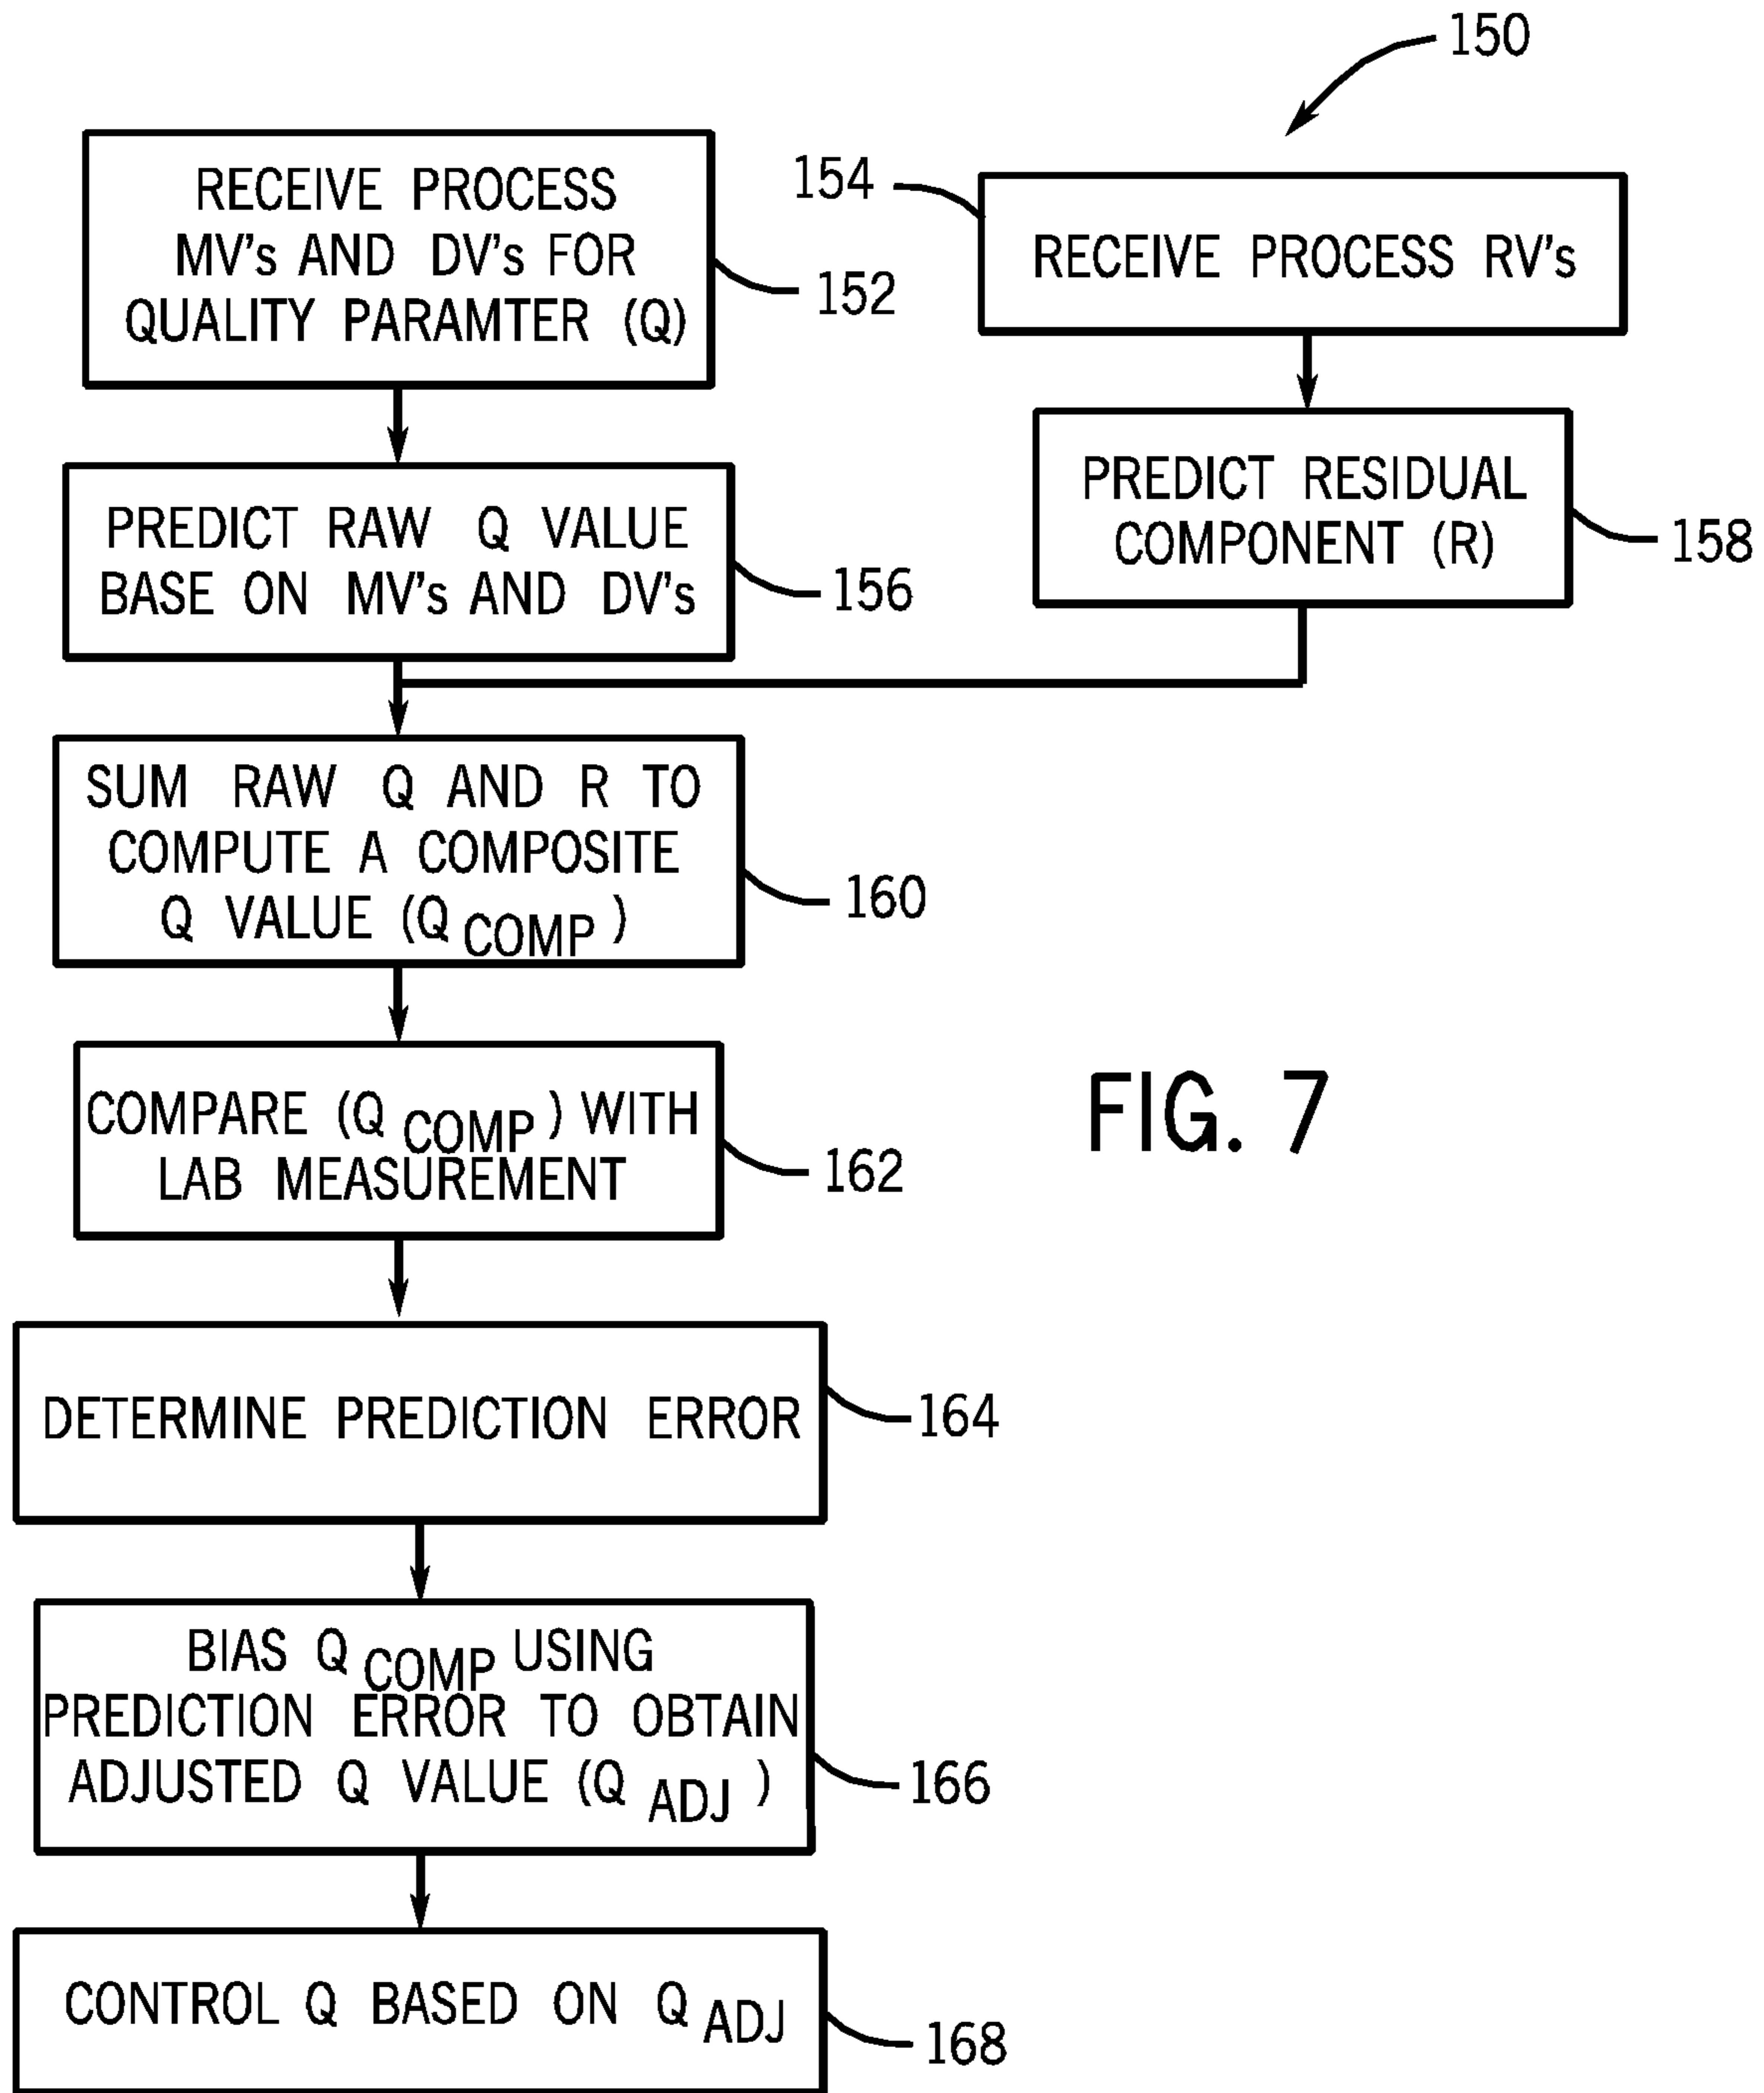 150
RECEIVE PROCESS
MV's AND DV's FOR
QUALITY PARAMTER (Q)
152
154
RECEIVE PROCESS RV's
PREDICT RAW Q VALUE
BASE ON MV's AND DV's
156
PREDICT RESIDUAL
COMPONENT (R)
158
SUM RAW Q AND R TO
COMPUTE A COMPOSITE
Q VALUE (Q COMP )
160
COMPARE (Q COMP ) WITH
LAB MEASUREMENT
162
FIG. 7
DETERMINE PREDICTION ERROR
164
BIAS Q COMP USING
PREDICTION ERROR TO OBTAIN
ADJUSTED Q VALUE (Q ADJ )
166
CONTROL Q BASED ON Q ADJ
168